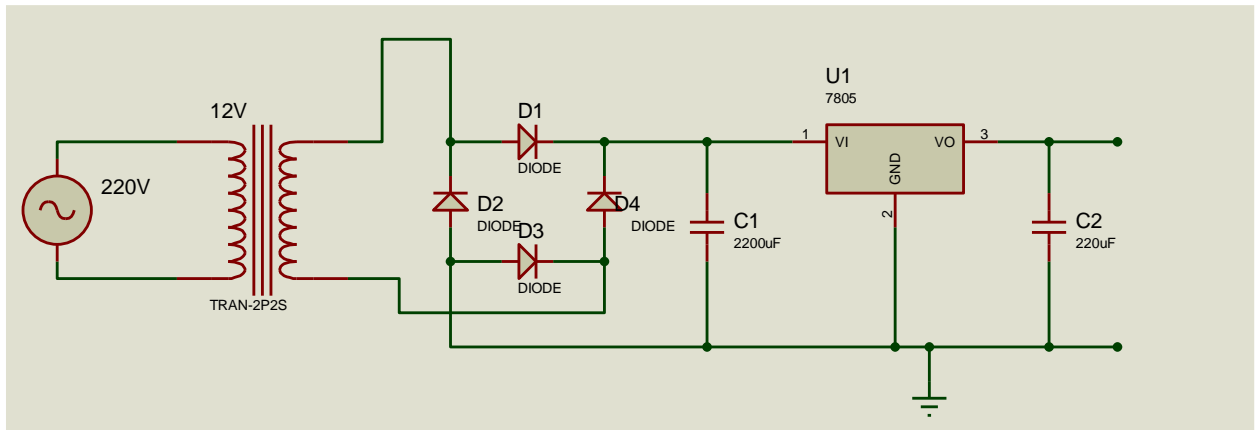 220V
12V
TRAN-2P2S
D1
DIODE
D2
DIODE
D3
DIODE
D4
DIODE
C1
2200uF
U1
7805
1
VI
VO
3
GND
2
C2
220uF